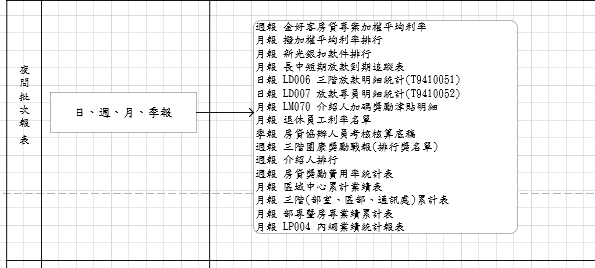 夜間批次報表
日、週、月、季報
週報 金好客房貸專案加權平均利率
月報 撥加權平均利率排行
月報 新光銀扣款件排行
月報 長中短期放款到期追蹤表
日報 LD006 三階放款明細統計(T9410051)
日報 LD007 放款專員明細統計(T9410052)
月報 LM070 介紹人加碼獎勵津貼明細
月報 退休員工利率名單
季報 房貸協辦人員考核核算底稿
週報 三階團康獎勵戰報(排行獎名單)
週報 介紹人排行
週報 房貸獎勵費用率統計表
月報 區域中心累計業績表
月報 三階(部室、區部、通訊處)累計表
月報 部專暨房專業績累計表
月報 LP004 內網業績統計報表